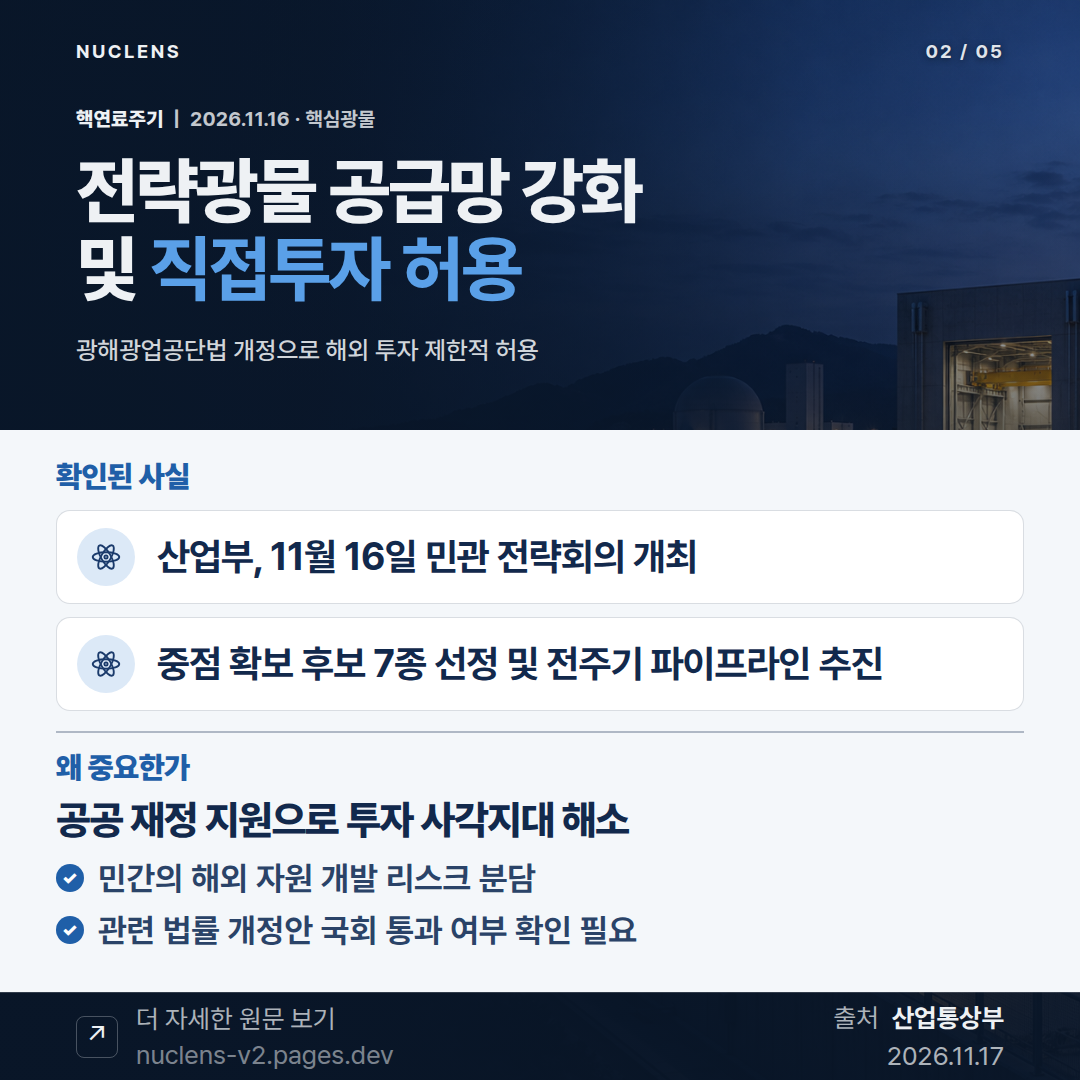 NUCLENS
02 / 05
핵연료주기 | 2026.11.16 · 핵심광물
전략광물 공급망 강화
및 직접투자 허용
광해광업공단법 개정으로 해외 투자 제한적 허용
확인된 사실
산업부, 11월 16일 민관 전략회의 개최
중점 확보 후보 7종 선정 및 전주기 파이프라인 추진
왜 중요한가
공공 재정 지원으로 투자 사각지대 해소
민간의 해외 자원 개발 리스크 분담
관련 법률 개정안 국회 통과 여부 확인 필요
더 자세한 원문 보기
nuclens-v2.pages.dev
출처 산업통상부
2026.11.17